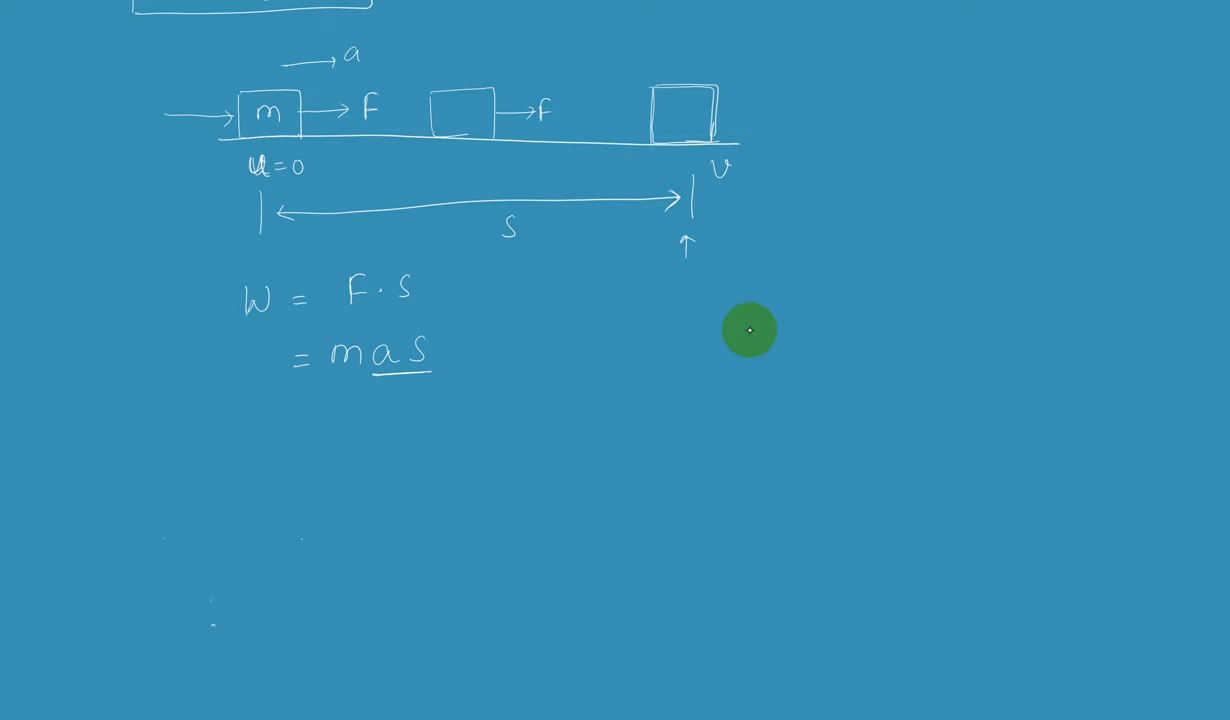 a
m F F
u = 0 v
s
W = F · s
= m a s